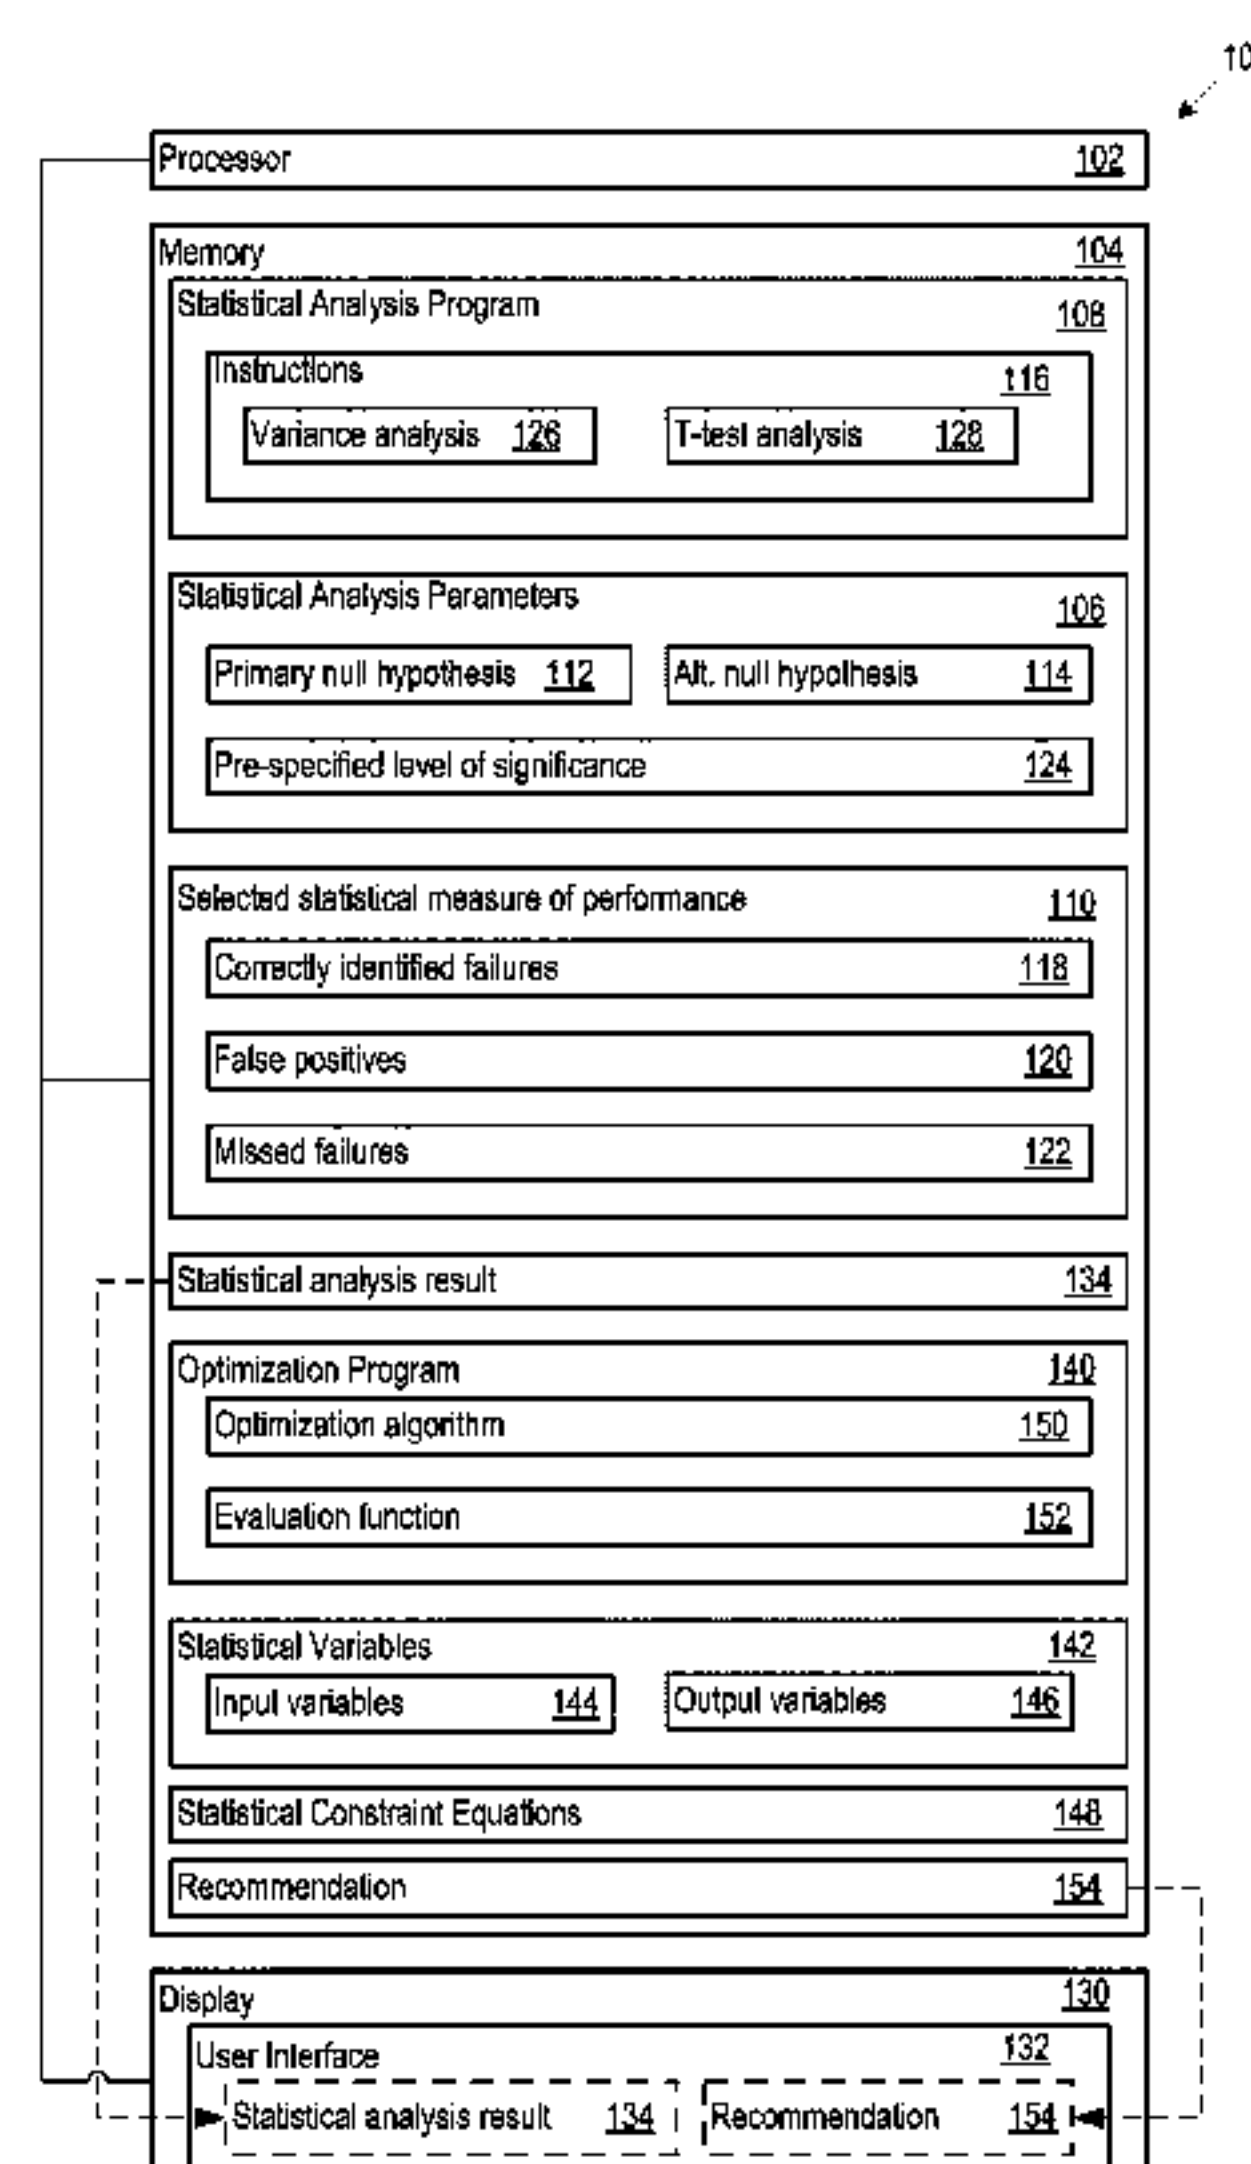 10
Processor 102
Memory 104
Statistical Analysis Program 108
Instructions 116
Variance analysis 126 T-test analysis 128
Statistical Analysis Parameters 106
Primary null hypothesis 112 Alt. null hypothesis 114
Pre-specified level of significance 124
Selected statistical measure of performance 110
Correctly identified failures 118
False positives 120
Missed failures 122
Statistical analysis result 134
Optimization Program 140
Optimization algorithm 150
Evaluation function 152
Statistical Variables 142
Input variables 144 Output variables 146
Statistical Constraint Equations 148
Recommendation 154
Display 130
User Interface 132
Statistical analysis result 134 Recommendation 154